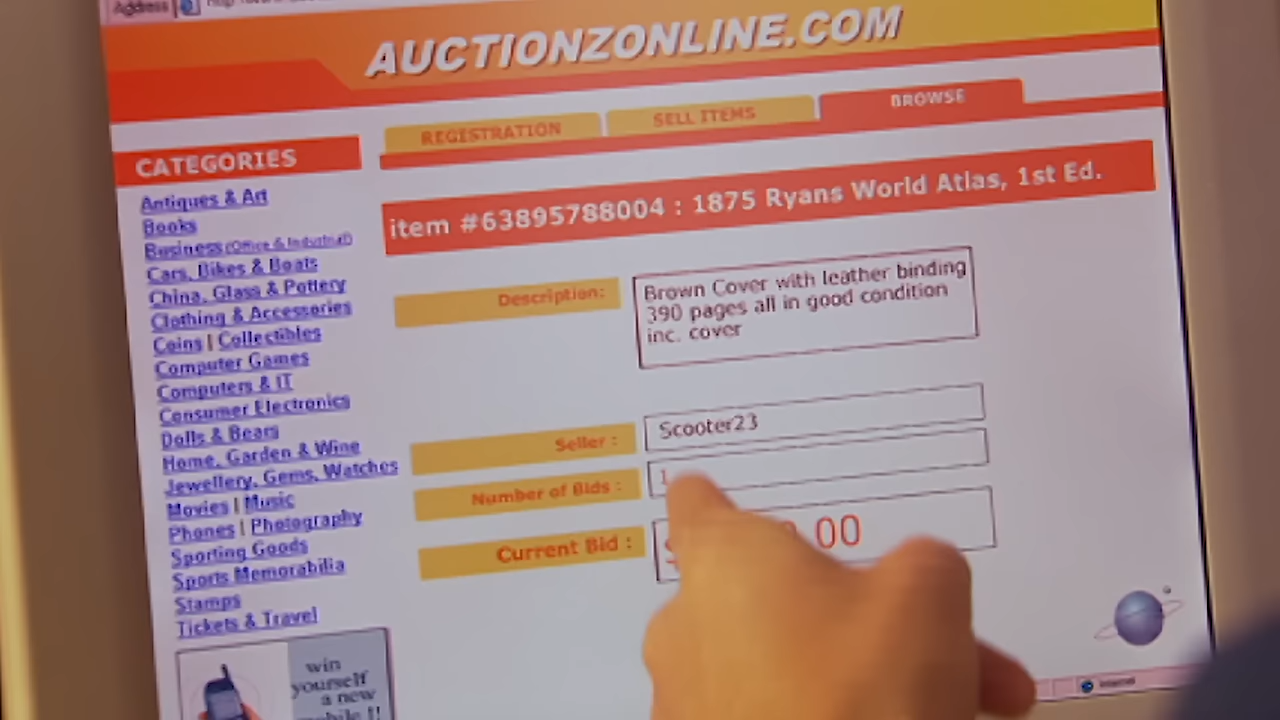 Address
AUCTIONZONLINE.COM
REGISTRATION
SELL ITEMS
BROWSE
CATEGORIES
item #63895788004 : 1875 Ryans World Atlas, 1st Ed.
Antiques & Art
Books
Business (Office & Industrial)
Cars, Bikes & Boats
China, Glass & Pottery
Clothing & Accessories
Coins | Collectibles
Computer Games
Computers & IT
Consumer Electronics
Dolls & Bears
Home, Garden & Wine
Jewellery, Gems, Watches
Movies | Music
Phones | Photography
Sporting Goods
Sports Memorabilia
Stamps
Tickets & Travel
Description:
Brown Cover with leather binding
390 pages all in good condition
inc. cover
Seller :
Scooter23
Number of Bids :
Current Bid :
.00
win
yourself
a new
Internet